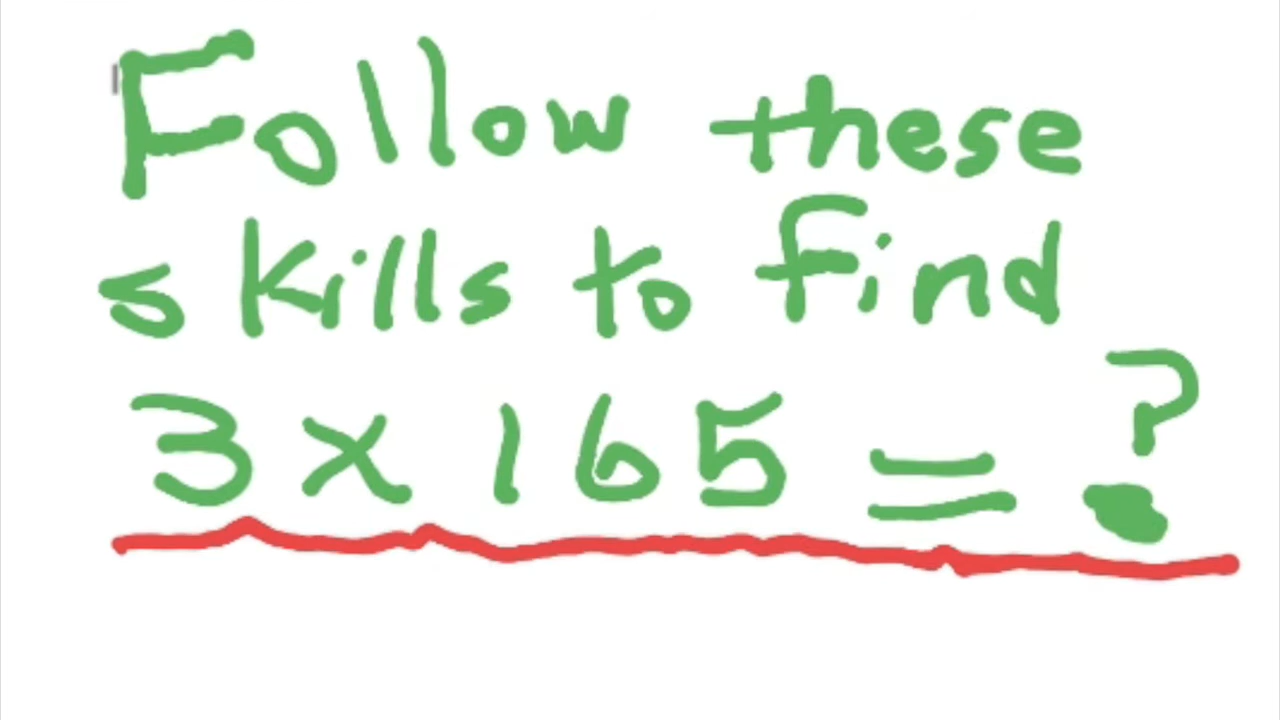 Follow these
skills to find
3 x 165 = ?